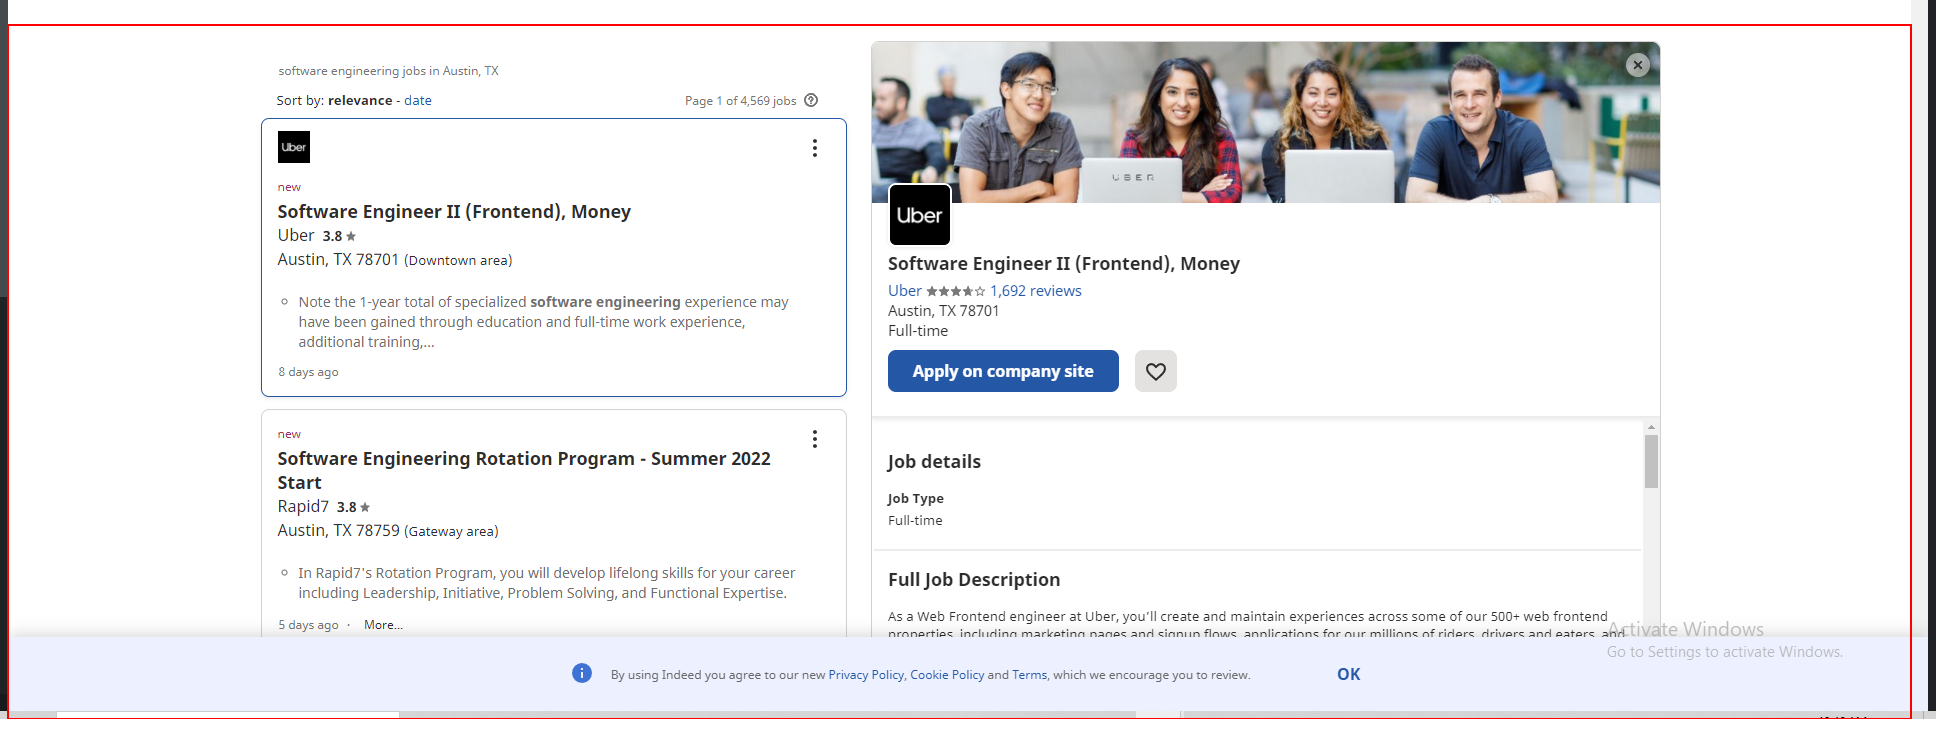 software engineering jobs in Austin, TX
Sort by: relevance - date
Page 1 of 4,569 jobs
Uber
new
Software Engineer II (Frontend), Money
Uber 3.8
Austin, TX 78701 (Downtown area)
Note the 1-year total of specialized software engineering experience may
have been gained through education and full-time work experience,
additional training,...
8 days ago
new
Software Engineering Rotation Program - Summer 2022
Start
Rapid7 3.8
Austin, TX 78759 (Gateway area)
In Rapid7's Rotation Program, you will develop lifelong skills for your career
including Leadership, Initiative, Problem Solving, and Functional Expertise.
5 days ago · More...
UBER
Uber
Software Engineer II (Frontend), Money
Uber 1,692 reviews
Austin, TX 78701
Full-time
Apply on company site
Job details
Job Type
Full-time
Full Job Description
As a Web Frontend engineer at Uber, you'll create and maintain experiences across some of our 500+ web frontend
properties, including marketing pages and signup flows, applications for our millions of riders, drivers and eaters, and
Activate Windows
Go to Settings to activate Windows.
By using Indeed you agree to our new Privacy Policy, Cookie Policy and Terms, which we encourage you to review.
OK